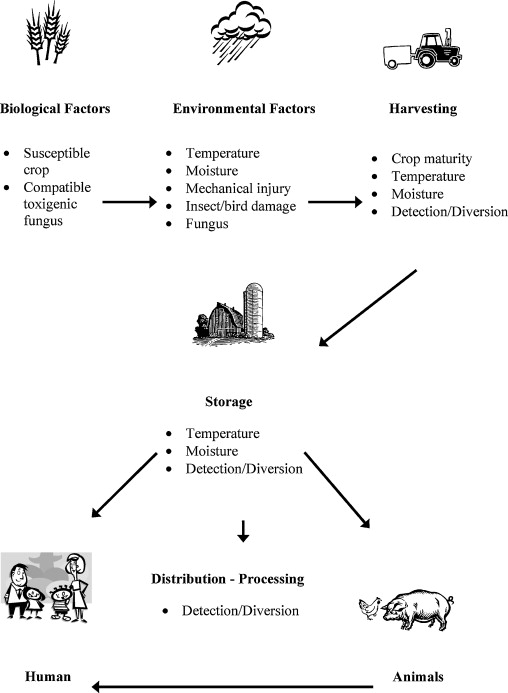 Biological Factors
Environmental Factors
Harvesting
• Susceptible
crop
• Compatible
toxigenic
fungus
• Temperature
• Moisture
• Mechanical injury
• Insect/bird damage
• Fungus
• Crop maturity
• Temperature
• Moisture
• Detection/Diversion
Storage
• Temperature
• Moisture
• Detection/Diversion
Distribution - Processing
• Detection/Diversion
Human
Animals